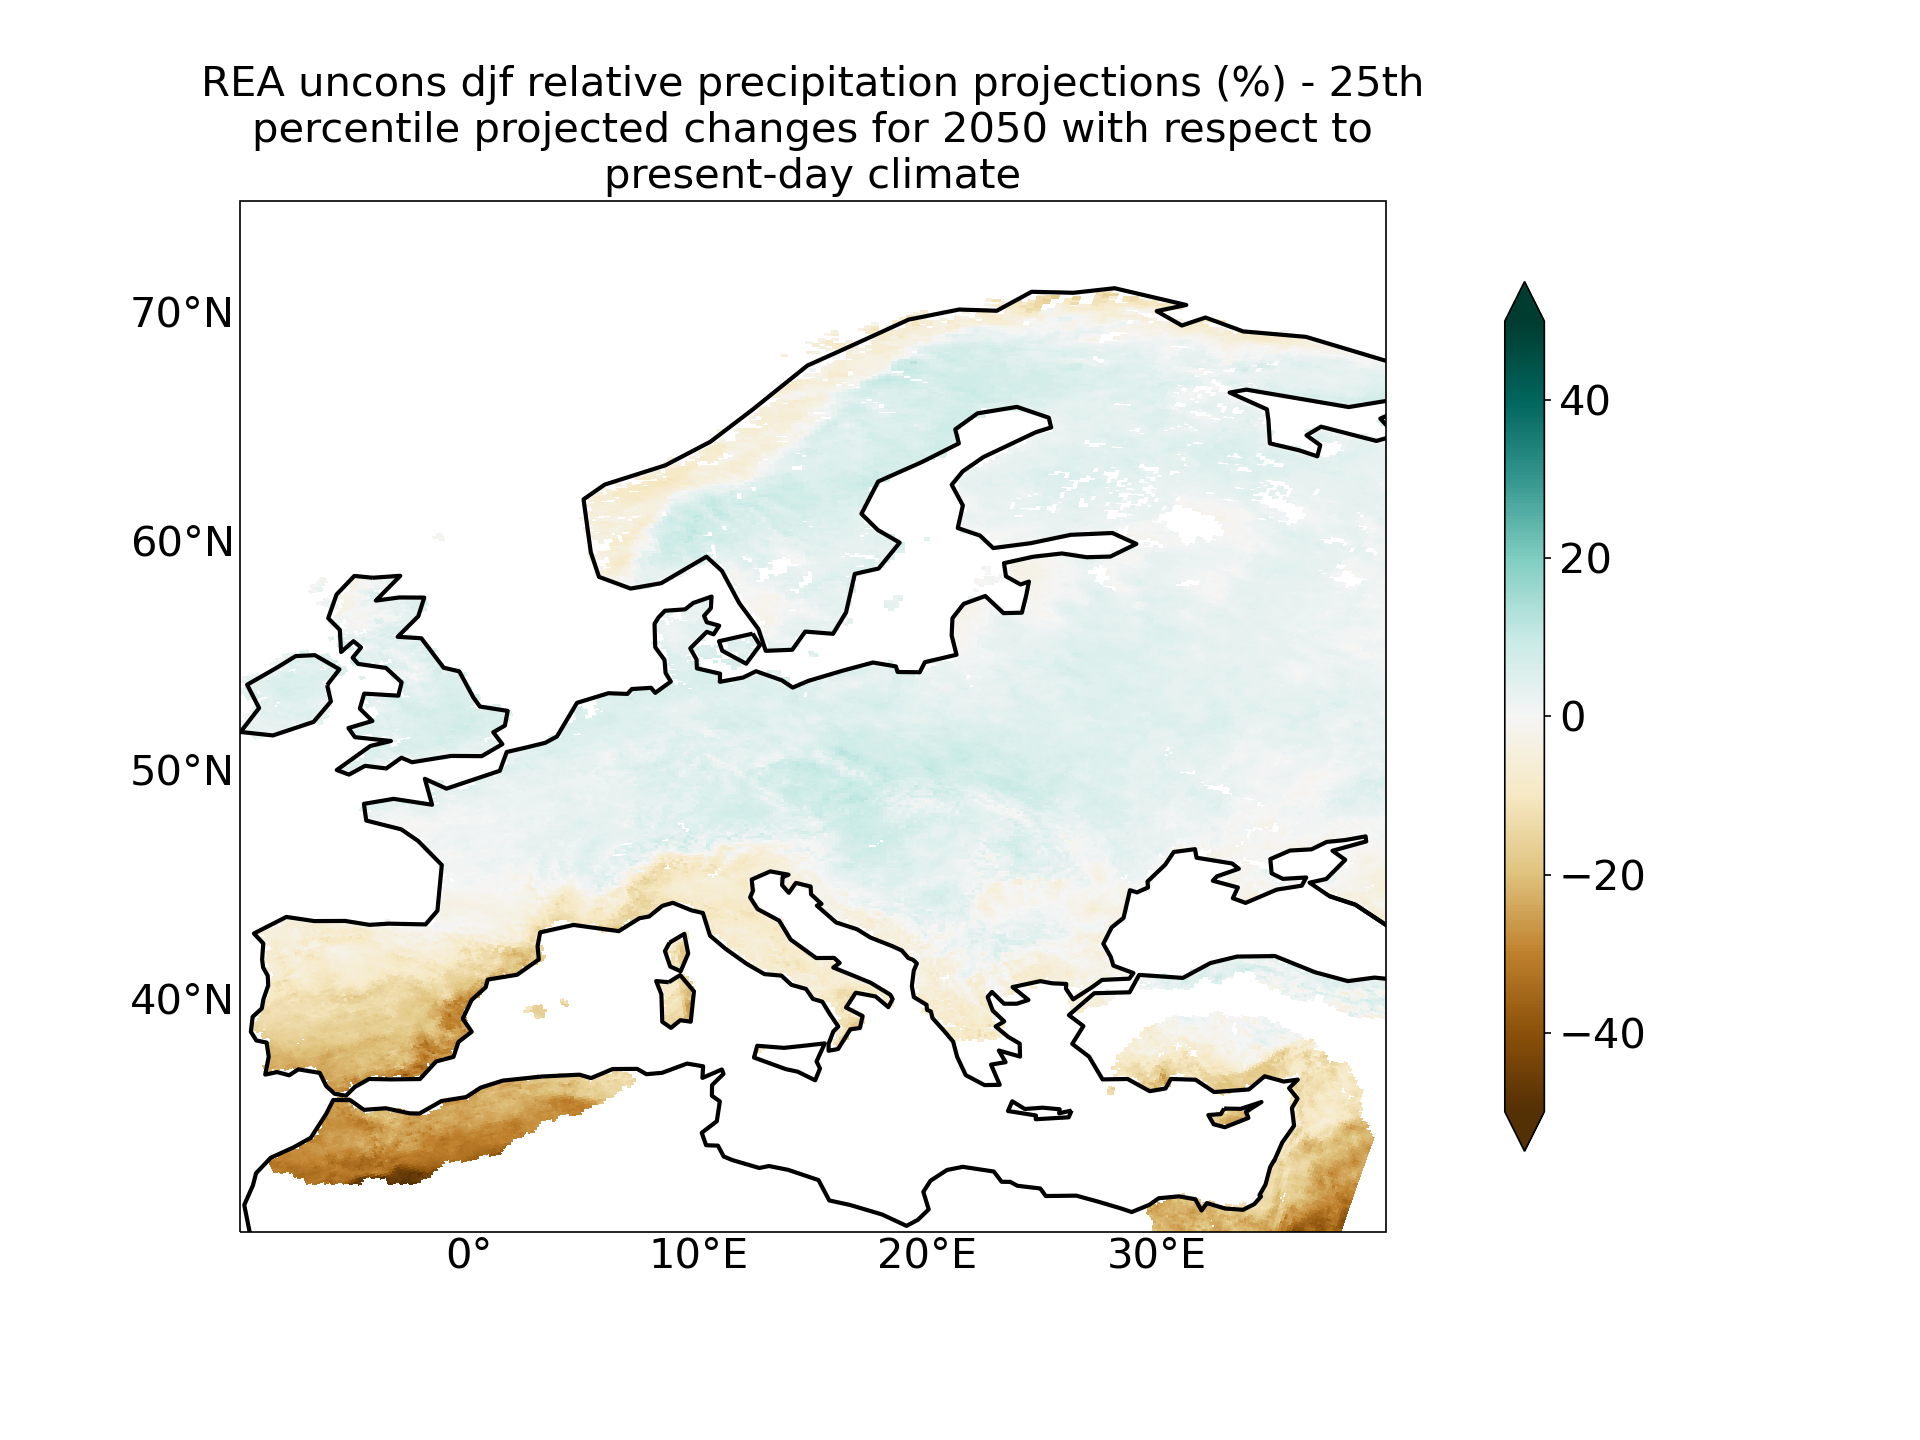 REA uncons djf relative precipitation projections (%) - 25th
percentile projected changes for 2050 with respect to
present-day climate
70°N
60°N
50°N
40°N
0°
10°E
20°E
30°E
40
20
0
−20
−40